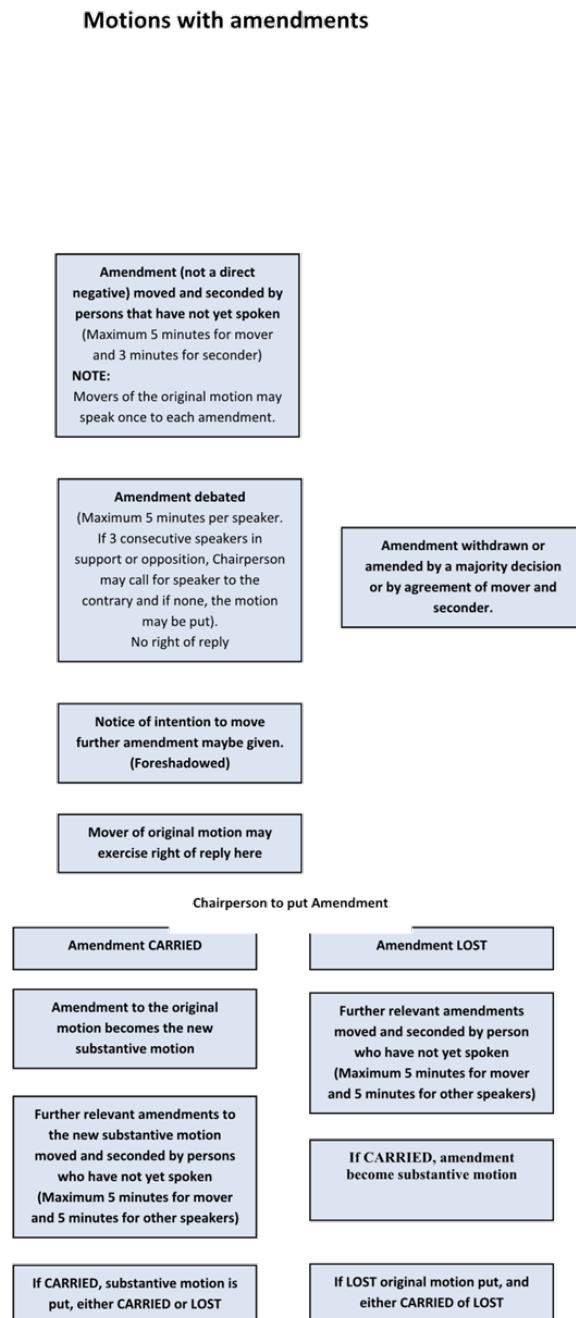 Motions with amendments
Amendment (not a direct
negative) moved and seconded by
persons that have not yet spoken
(Maximum 5 minutes for mover
and 3 minutes for seconder)
NOTE:
Movers of the original motion may
speak once to each amendment.
Amendment debated
(Maximum 5 minutes per speaker.
If 3 consecutive speakers in
support or opposition, Chairperson
may call for speaker to the
contrary and if none, the motion
may be put).
No right of reply
Amendment withdrawn or
amended by a majority decision
or by agreement of mover and
seconder.
Notice of intention to move
further amendment maybe given.
(Foreshadowed)
Mover of original motion may
exercise right of reply here
Chairperson to put Amendment
Amendment CARRIED
Amendment to the original
motion becomes the new
substantive motion
Further relevant amendments to
the new substantive motion
moved and seconded by persons
who have not yet spoken
(Maximum 5 minutes for mover
and 5 minutes for other speakers)
If CARRIED, substantive motion is
put, either CARRIED or LOST
Amendment LOST
Further relevant amendments
moved and seconded by person
who have not yet spoken
(Maximum 5 minutes for mover
and 5 minutes for other speakers)
If CARRIED, amendment
become substantive motion
If LOST original motion put, and
either CARRIED of LOST